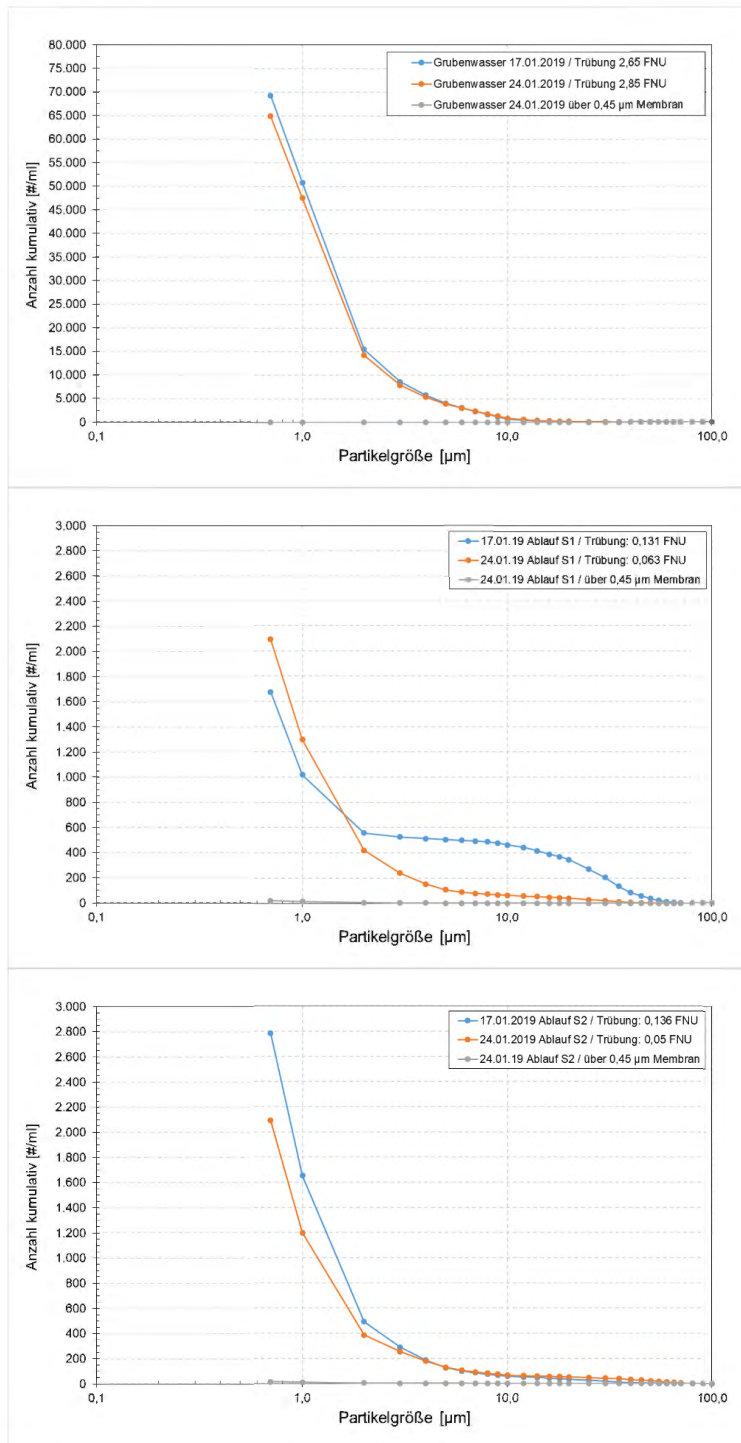 80.000
75.000
70.000
65.000
60.000
55.000
50.000
45.000
40.000
35.000
30.000
25.000
20.000
15.000
10.000
5.000
0
Anzahl kumulativ [#/ml]
Grubenwasser 17.01.2019 / Trübung 2,65 FNU
Grubenwasser 24.01.2019 / Trübung 2,85 FNU
Grubenwasser 24.01.2019 über 0,45 µm Membran
0,1 1,0 10,0 100,0
Partikelgröße [µm]
3.000
2.800
2.600
2.400
2.200
2.000
1.800
1.600
1.400
1.200
1.000
800
600
400
200
0
Anzahl kumulativ [#/ml]
17.01.19 Ablauf S1 / Trübung: 0,131 FNU
24.01.19 Ablauf S1 / Trübung: 0,063 FNU
24.01.19 Ablauf S1 / über 0,45 µm Membran
0,1 1,0 10,0 100,0
Partikelgröße [µm]
3.000
2.800
2.600
2.400
2.200
2.000
1.800
1.600
1.400
1.200
1.000
800
600
400
200
0
Anzahl kumulativ [#/ml]
17.01.2019 Ablauf S2 / Trübung: 0,136 FNU
24.01.2019 Ablauf S2 / Trübung: 0,05 FNU
24.01.19 Ablauf S2 / über 0,45 µm Membran
0,1 1,0 10,0 100,0
Partikelgröße [µm]